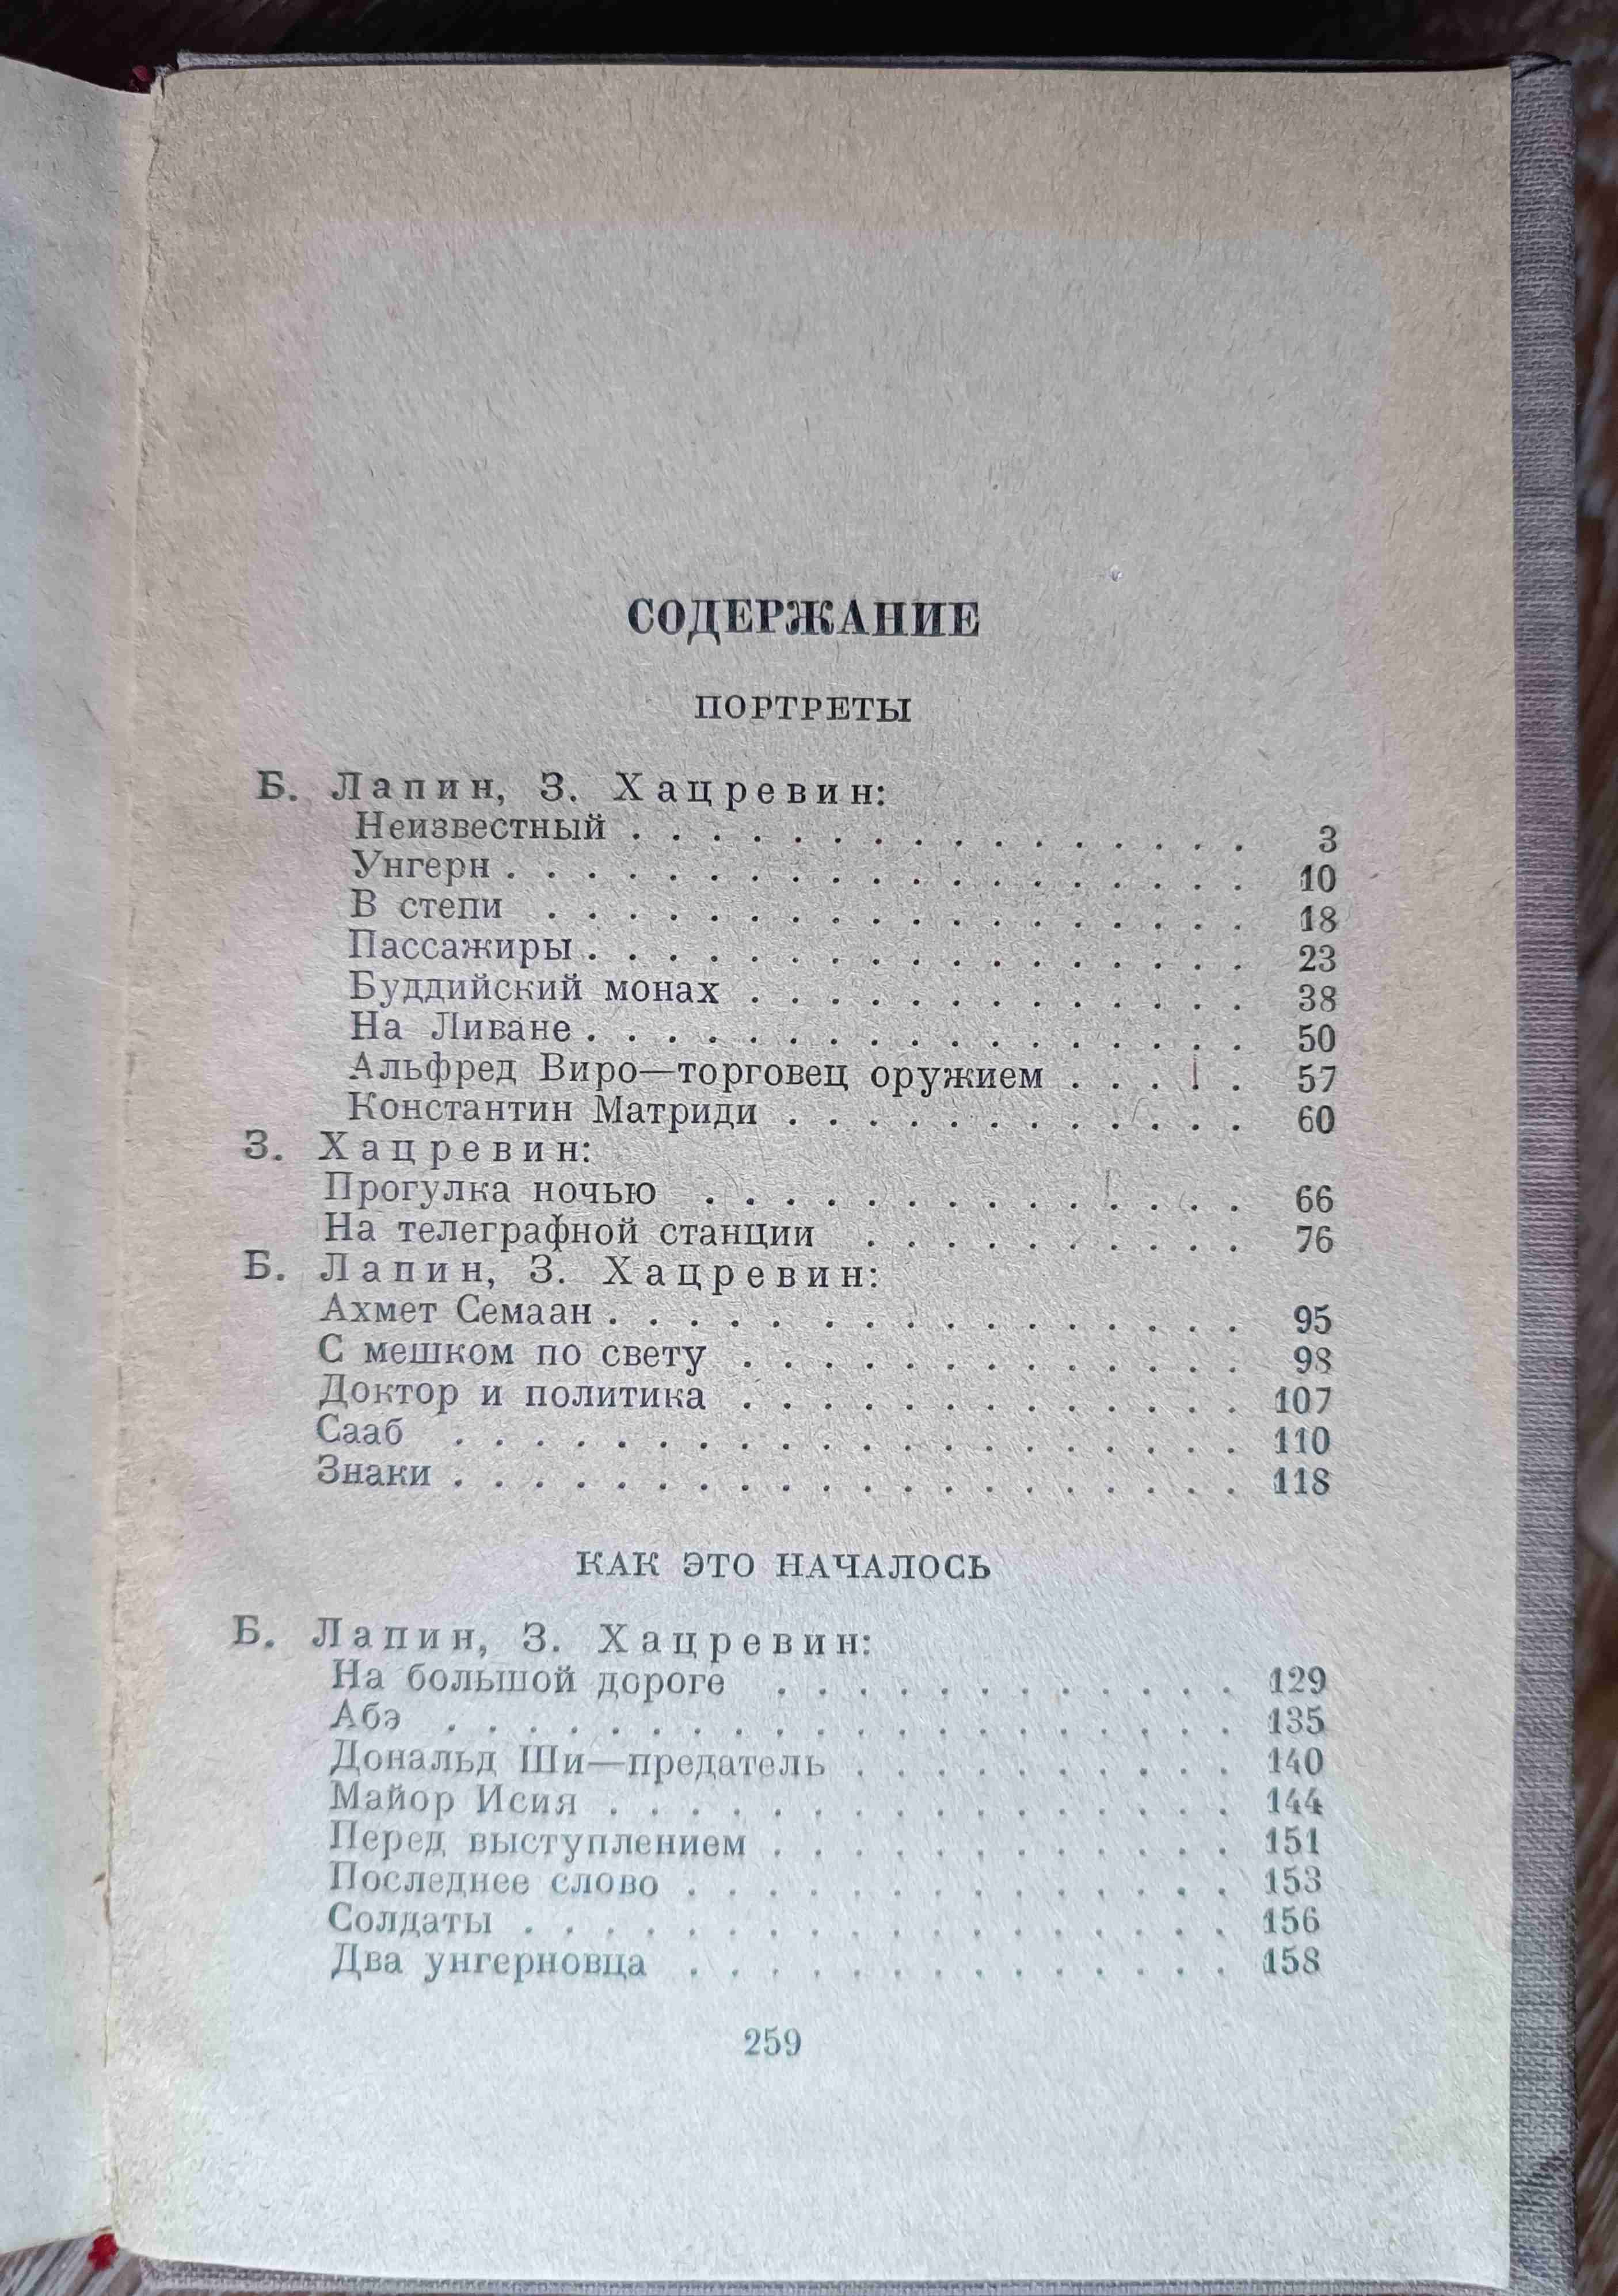 СОДЕРЖАНИЕ
ПОРТРЕТЫ
Б. Лапин, З. Хацревин:
Неизвестный . . . . . . . . . . . . . . . . 3
Унгерн . . . . . . . . . . . . . . . . . . . 10
В степи . . . . . . . . . . . . . . . . . . 18
Пассажиры . . . . . . . . . . . . . . . . . 23
Буддийский монах . . . . . . . . . . . . . 38
На Ливане . . . . . . . . . . . . . . . . . 50
Альфред Виро—торговец оружием . . . . . 57
Константин Матриди . . . . . . . . . . . . 60
З. Хацревин:
Прогулка ночью . . . . . . . . . . . . . . 66
На телеграфной станции . . . . . . . . . . 76
Б. Лапин, З. Хацревин:
Ахмет Семаан . . . . . . . . . . . . . . . . 95
С мешком по свету . . . . . . . . . . . . . 98
Доктор и политика . . . . . . . . . . . . . 107
Сааб . . . . . . . . . . . . . . . . . . . . 110
Знаки . . . . . . . . . . . . . . . . . . . . 118
КАК ЭТО НАЧАЛОСЬ
Б. Лапин, З. Хацревин:
На большой дороге . . . . . . . . . . . . 129
Абэ . . . . . . . . . . . . . . . . . . . . 135
Дональд Ши—предатель . . . . . . . . . . 140
Майор Исия . . . . . . . . . . . . . . . . 144
Перед выступлением . . . . . . . . . . . . 151
Последнее слово . . . . . . . . . . . . . . 153
Солдаты . . . . . . . . . . . . . . . . . . 156
Два унгерновца . . . . . . . . . . . . . . 158
259